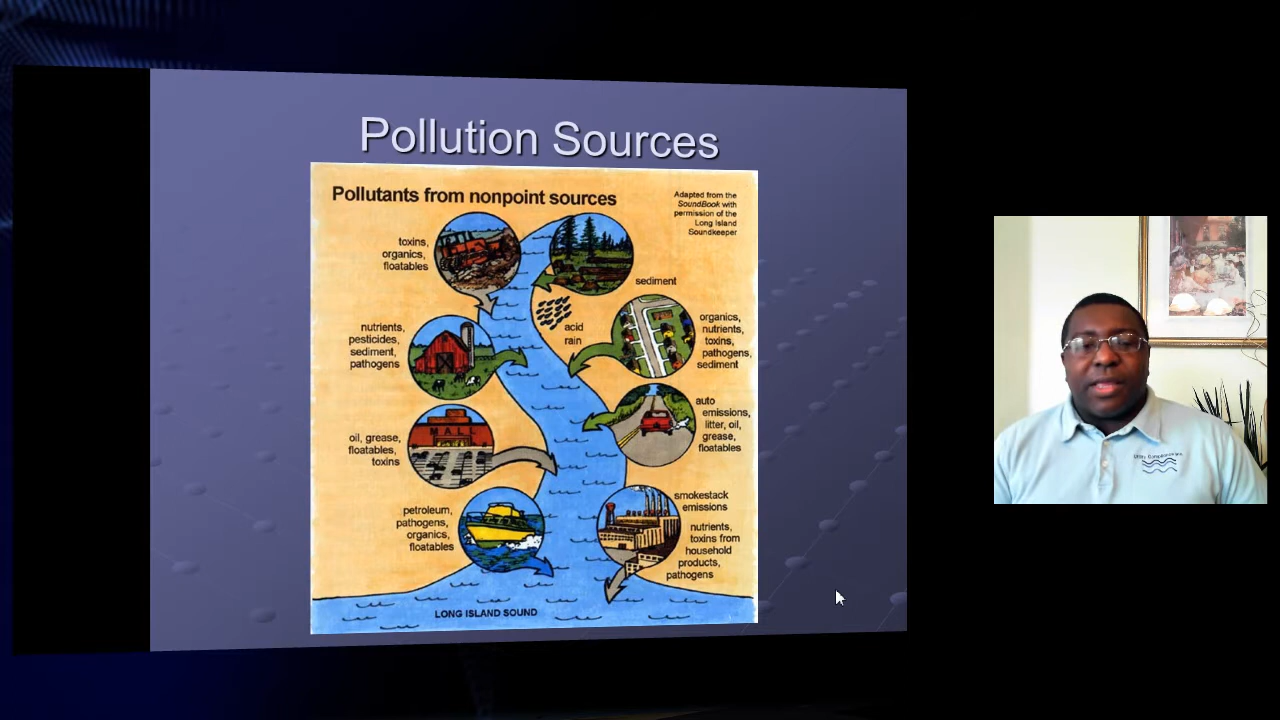 Pollution Sources
Pollutants from nonpoint sources
Adapted from the
SoundBook with
permission of the
Long Island
Soundkeeper
toxins,
organics,
floatables
sediment
acid
rain
nutrients,
pesticides,
sediment,
pathogens
organics,
nutrients,
toxins,
pathogens,
sediment
MALL
oil, grease,
floatables,
toxins
auto
emissions,
litter, oil,
grease,
floatables
petroleum,
pathogens,
organics,
floatables
smokestack
emissions
nutrients,
toxins from
household
products,
pathogens
LONG ISLAND SOUND